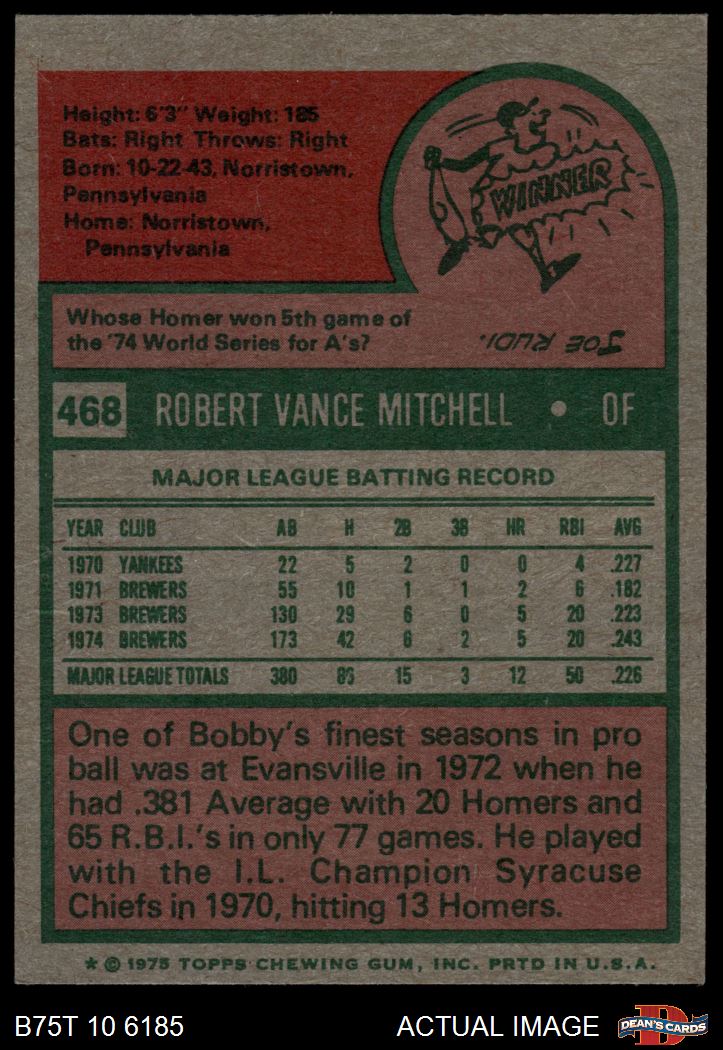 Height: 6'3" Weight: 185
Bats: Right Throws: Right
Born: 10-22-43, Norristown,
Pennsylvania
Home: Norristown,
Pennsylvania
WINNER
Whose Homer won 5th game of
the '74 World Series for A's?
JOE RUDI.
468 ROBERT VANCE MITCHELL • OF
MAJOR LEAGUE BATTING RECORD
YEAR CLUB AB H 2B 3B HR RBI AVG
1970 YANKEES 22 5 2 0 0 4 .227
1971 BREWERS 55 10 1 1 2 6 .182
1973 BREWERS 130 29 6 0 5 20 .223
1974 BREWERS 173 42 6 2 5 20 .243
MAJOR LEAGUE TOTALS 380 86 15 3 12 50 .226
One of Bobby's finest seasons in pro
ball was at Evansville in 1972 when he
had .381 Average with 20 Homers and
65 R.B.I.'s in only 77 games. He played
with the I.L. Champion Syracuse
Chiefs in 1970, hitting 13 Homers.
* © 1975 TOPPS CHEWING GUM, INC. PRTD IN U.S.A.
B75T 10 6185 ACTUAL IMAGE D DEAN'S CARDS